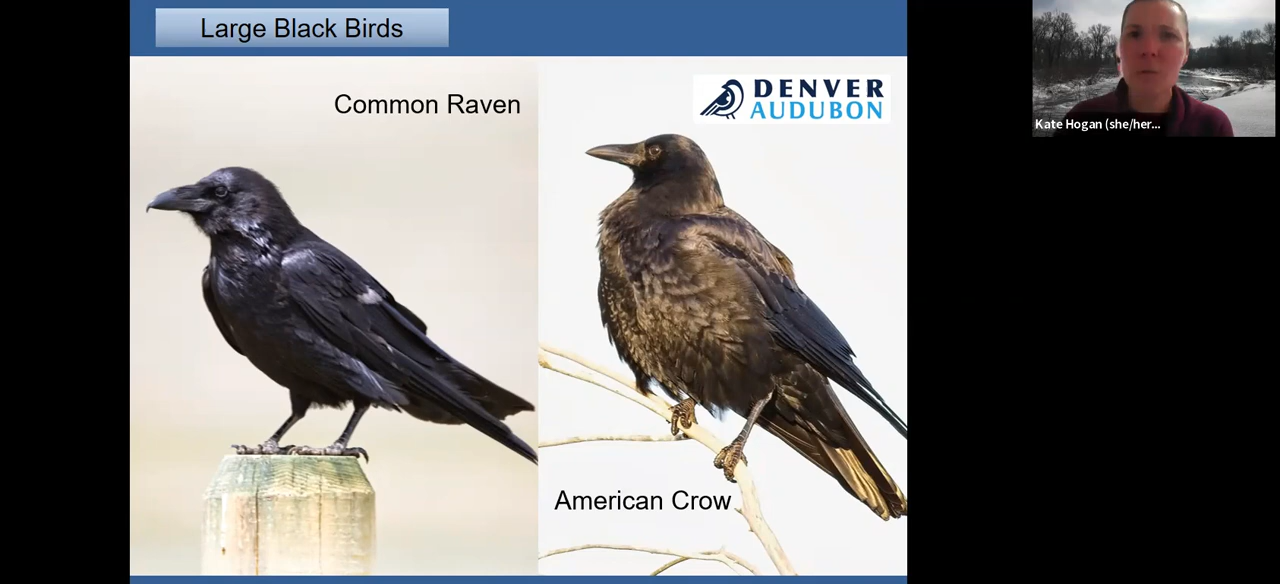 Large Black Birds
Common Raven
DENVER
AUDUBON
American Crow
Kate Hogan (she/her...